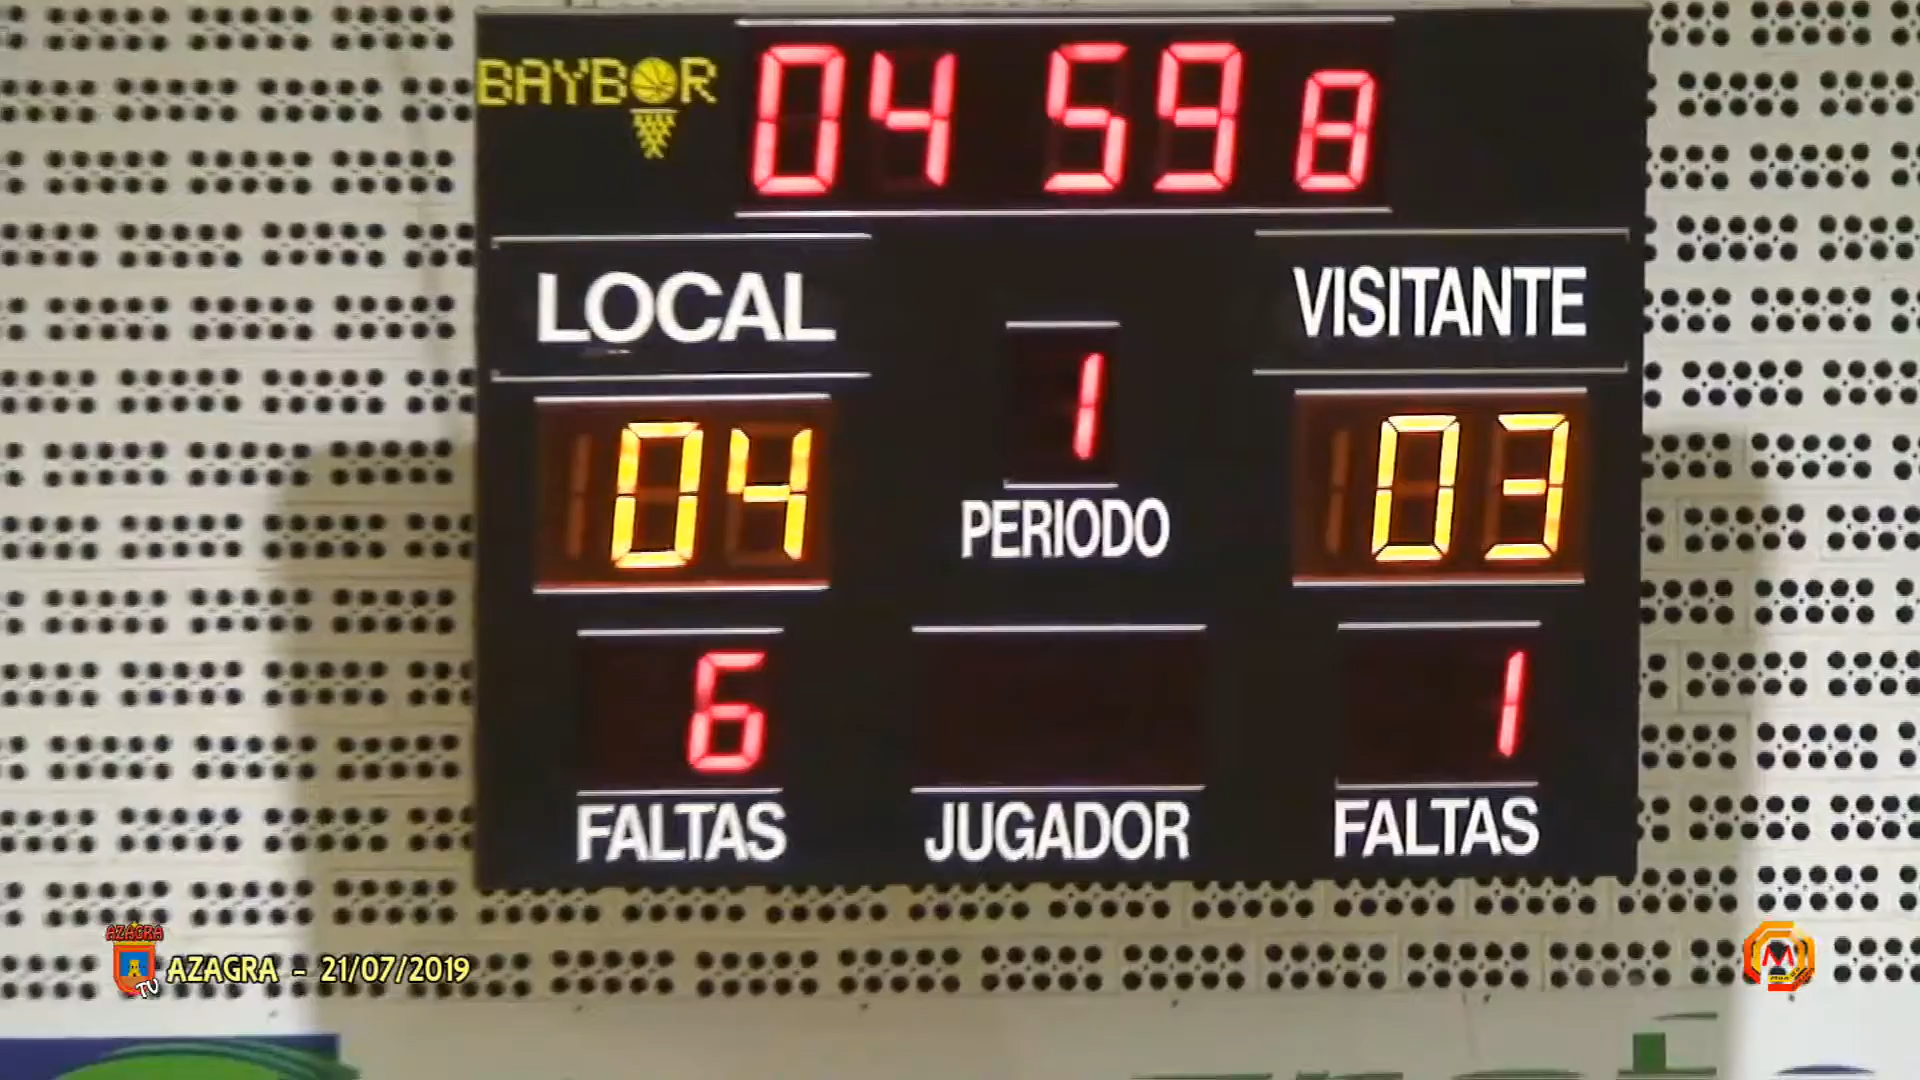 BAYBOR
04 59 8
LOCAL
VISITANTE
04
1
03
PERIODO
6
1
FALTAS
JUGADOR
FALTAS
AZAGRA
TV
AZAGRA - 21/07/2019
M